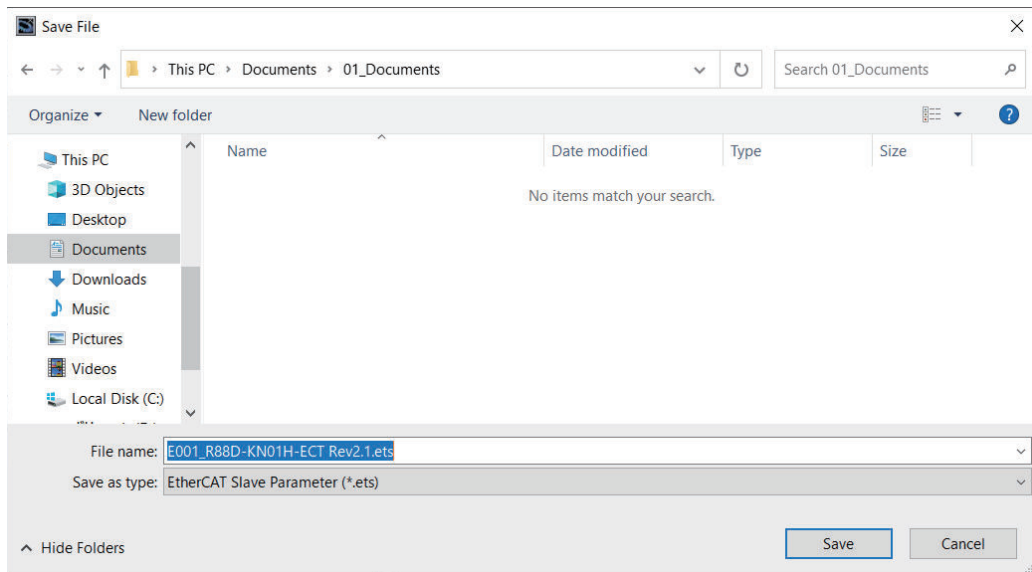 Save File
This PC › Documents › 01_Documents
Search 01_Documents
Organize
New folder
Name
Date modified
Type
Size
No items match your search.
This PC
3D Objects
Desktop
Documents
Downloads
Music
Pictures
Videos
Local Disk (C:)
File name: E001_R88D-KN01H-ECT Rev2.1.ets
Save as type: EtherCAT Slave Parameter (*.ets)
Hide Folders
Save
Cancel